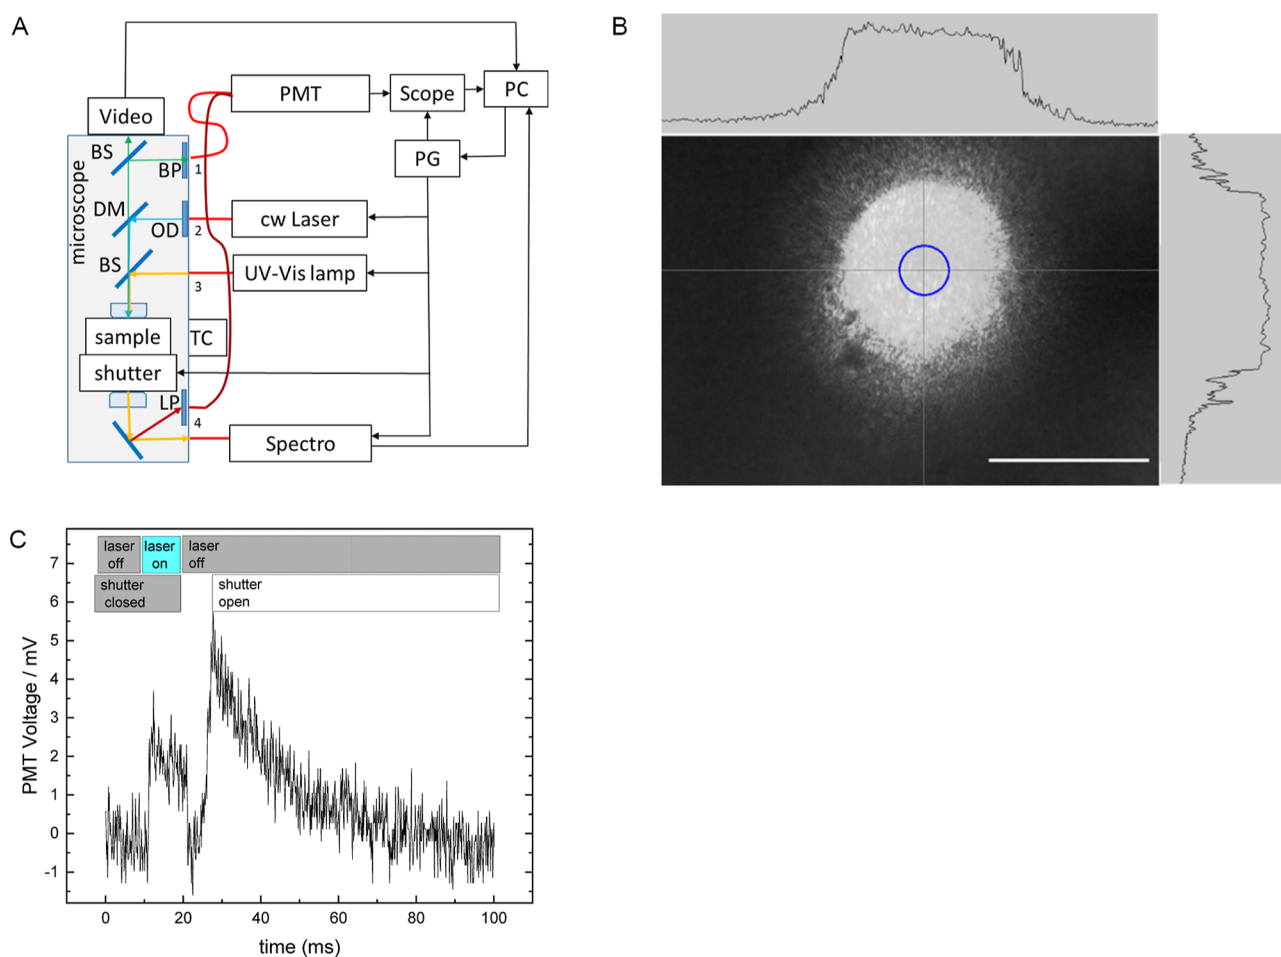 A
Video
PMT
Scope
PC
PG
BS
BP
1
microscope
DM
OD
2
cw Laser
BS
3
UV-Vis lamp
sample
TC
shutter
LP
4
Spectro
B
C
laser off
laser on
laser off
shutter closed
shutter open
PMT Voltage / mV
7
6
5
4
3
2
1
0
-1
0 20 40 60 80 100
time (ms)